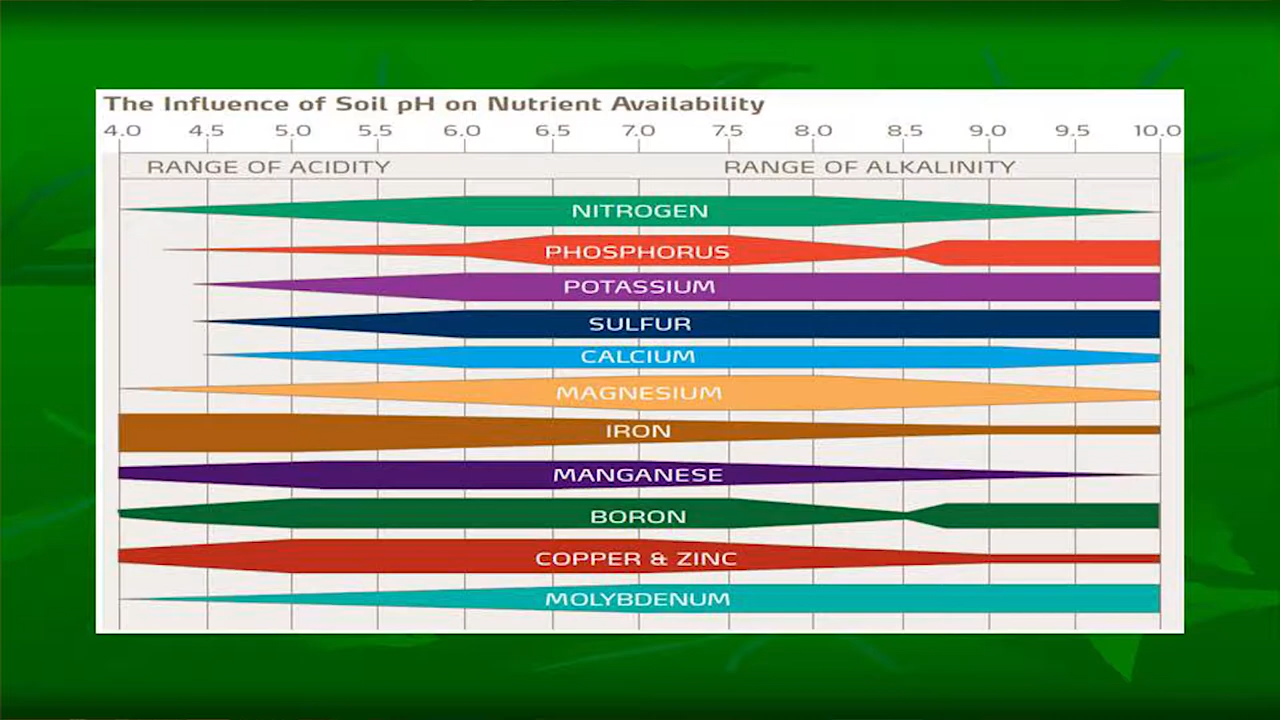 The Influence of Soil pH on Nutrient Availability
4.0 4.5 5.0 5.5 6.0 6.5 7.0 7.5 8.0 8.5 9.0 9.5 10.0
RANGE OF ACIDITY RANGE OF ALKALINITY
NITROGEN
PHOSPHORUS
POTASSIUM
SULFUR
CALCIUM
MAGNESIUM
IRON
MANGANESE
BORON
COPPER & ZINC
MOLYBDENUM